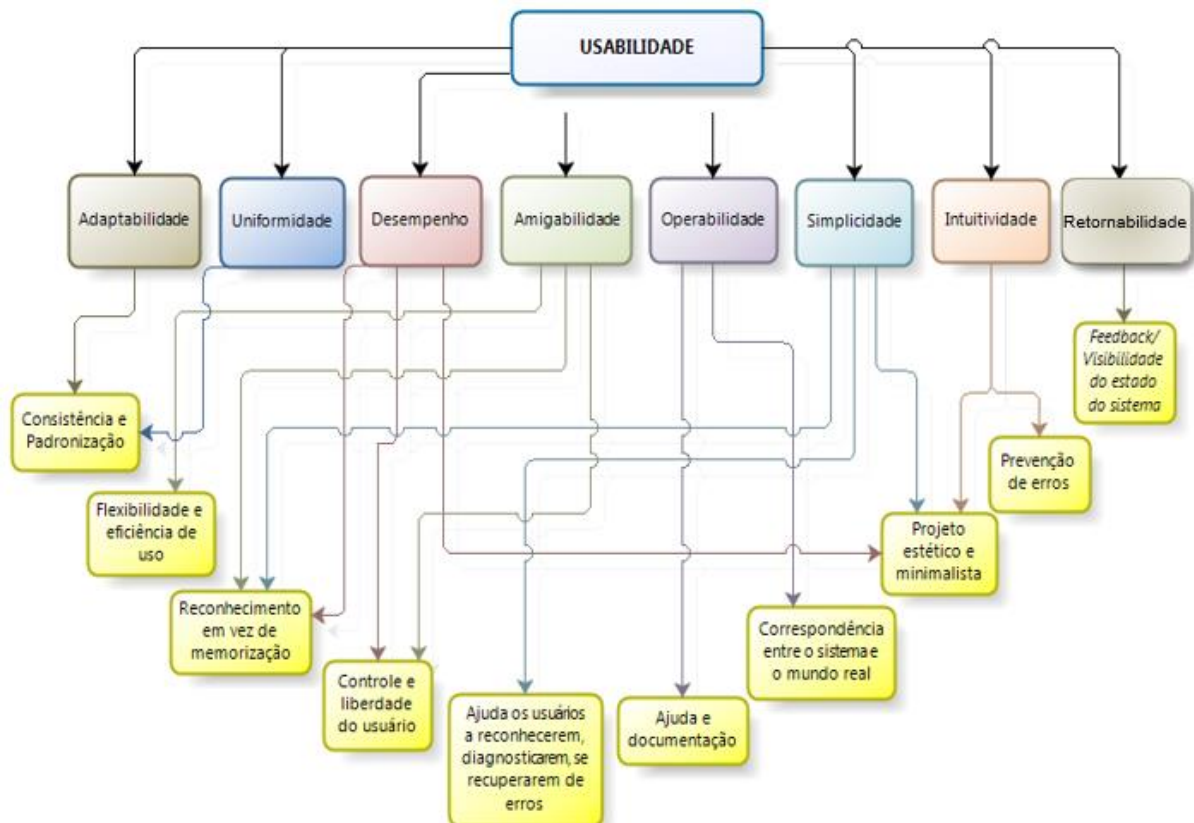 USABILIDADE
Adaptabilidade
Uniformidade
Desempenho
Amigabilidade
Operabilidade
Simplicidade
Intuitividade
Retornabilidade
Feedback/
Visibilidade
do estado
do sistema
Consistência e
Padronização
Prevenção
de erros
Flexibilidade e
eficiência de
uso
Projeto
estético e
minimalista
Reconhecimento
em vez de
memorização
Correspondência
entre o sistema e
o mundo real
Controle e
liberdade
do usuário
Ajuda os usuários
a reconhecerem,
diagnosticarem, se
recuperarem de
erros
Ajuda e
documentação